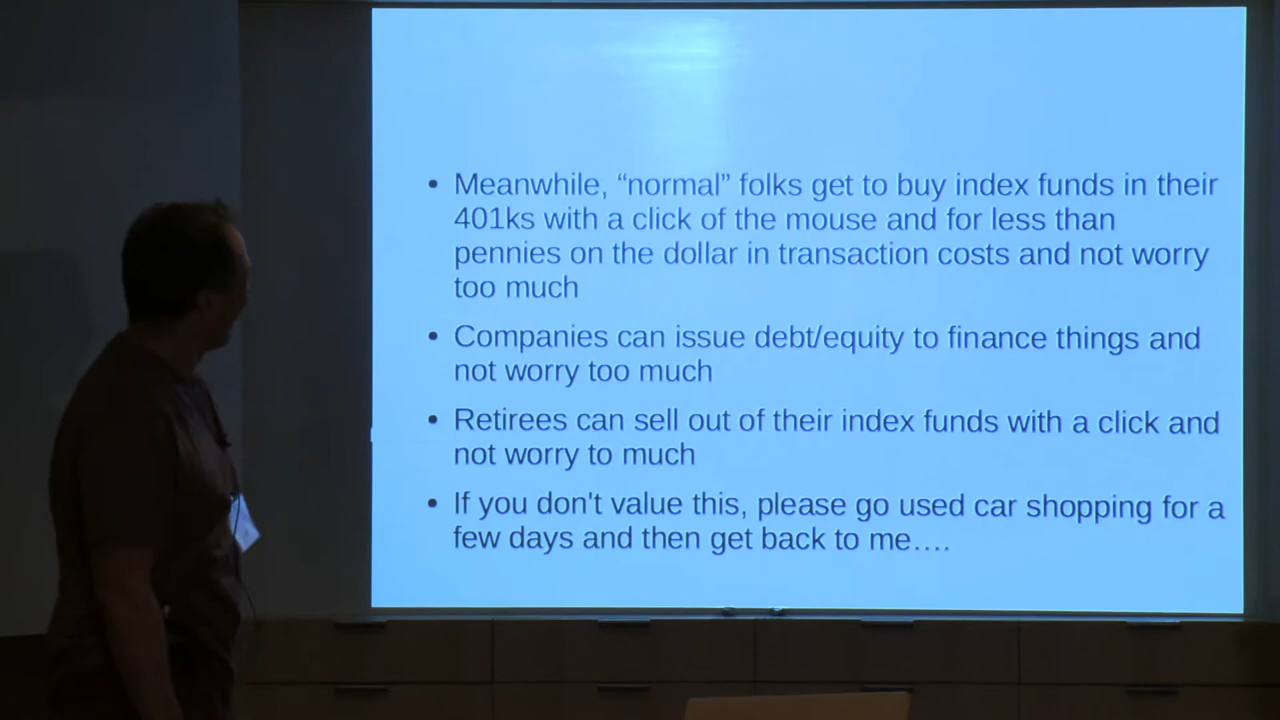 • Meanwhile, “normal” folks get to buy index funds in their
401ks with a click of the mouse and for less than
pennies on the dollar in transaction costs and not worry
too much
• Companies can issue debt/equity to finance things and
not worry too much
• Retirees can sell out of their index funds with a click and
not worry to much
• If you don't value this, please go used car shopping for a
few days and then get back to me….